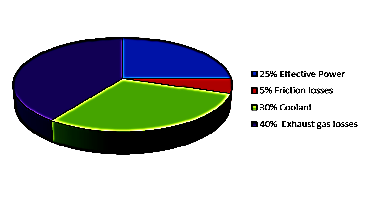 25% Effective Power
5% Friction losses
30% Coolant
40% Exhaust gas losses